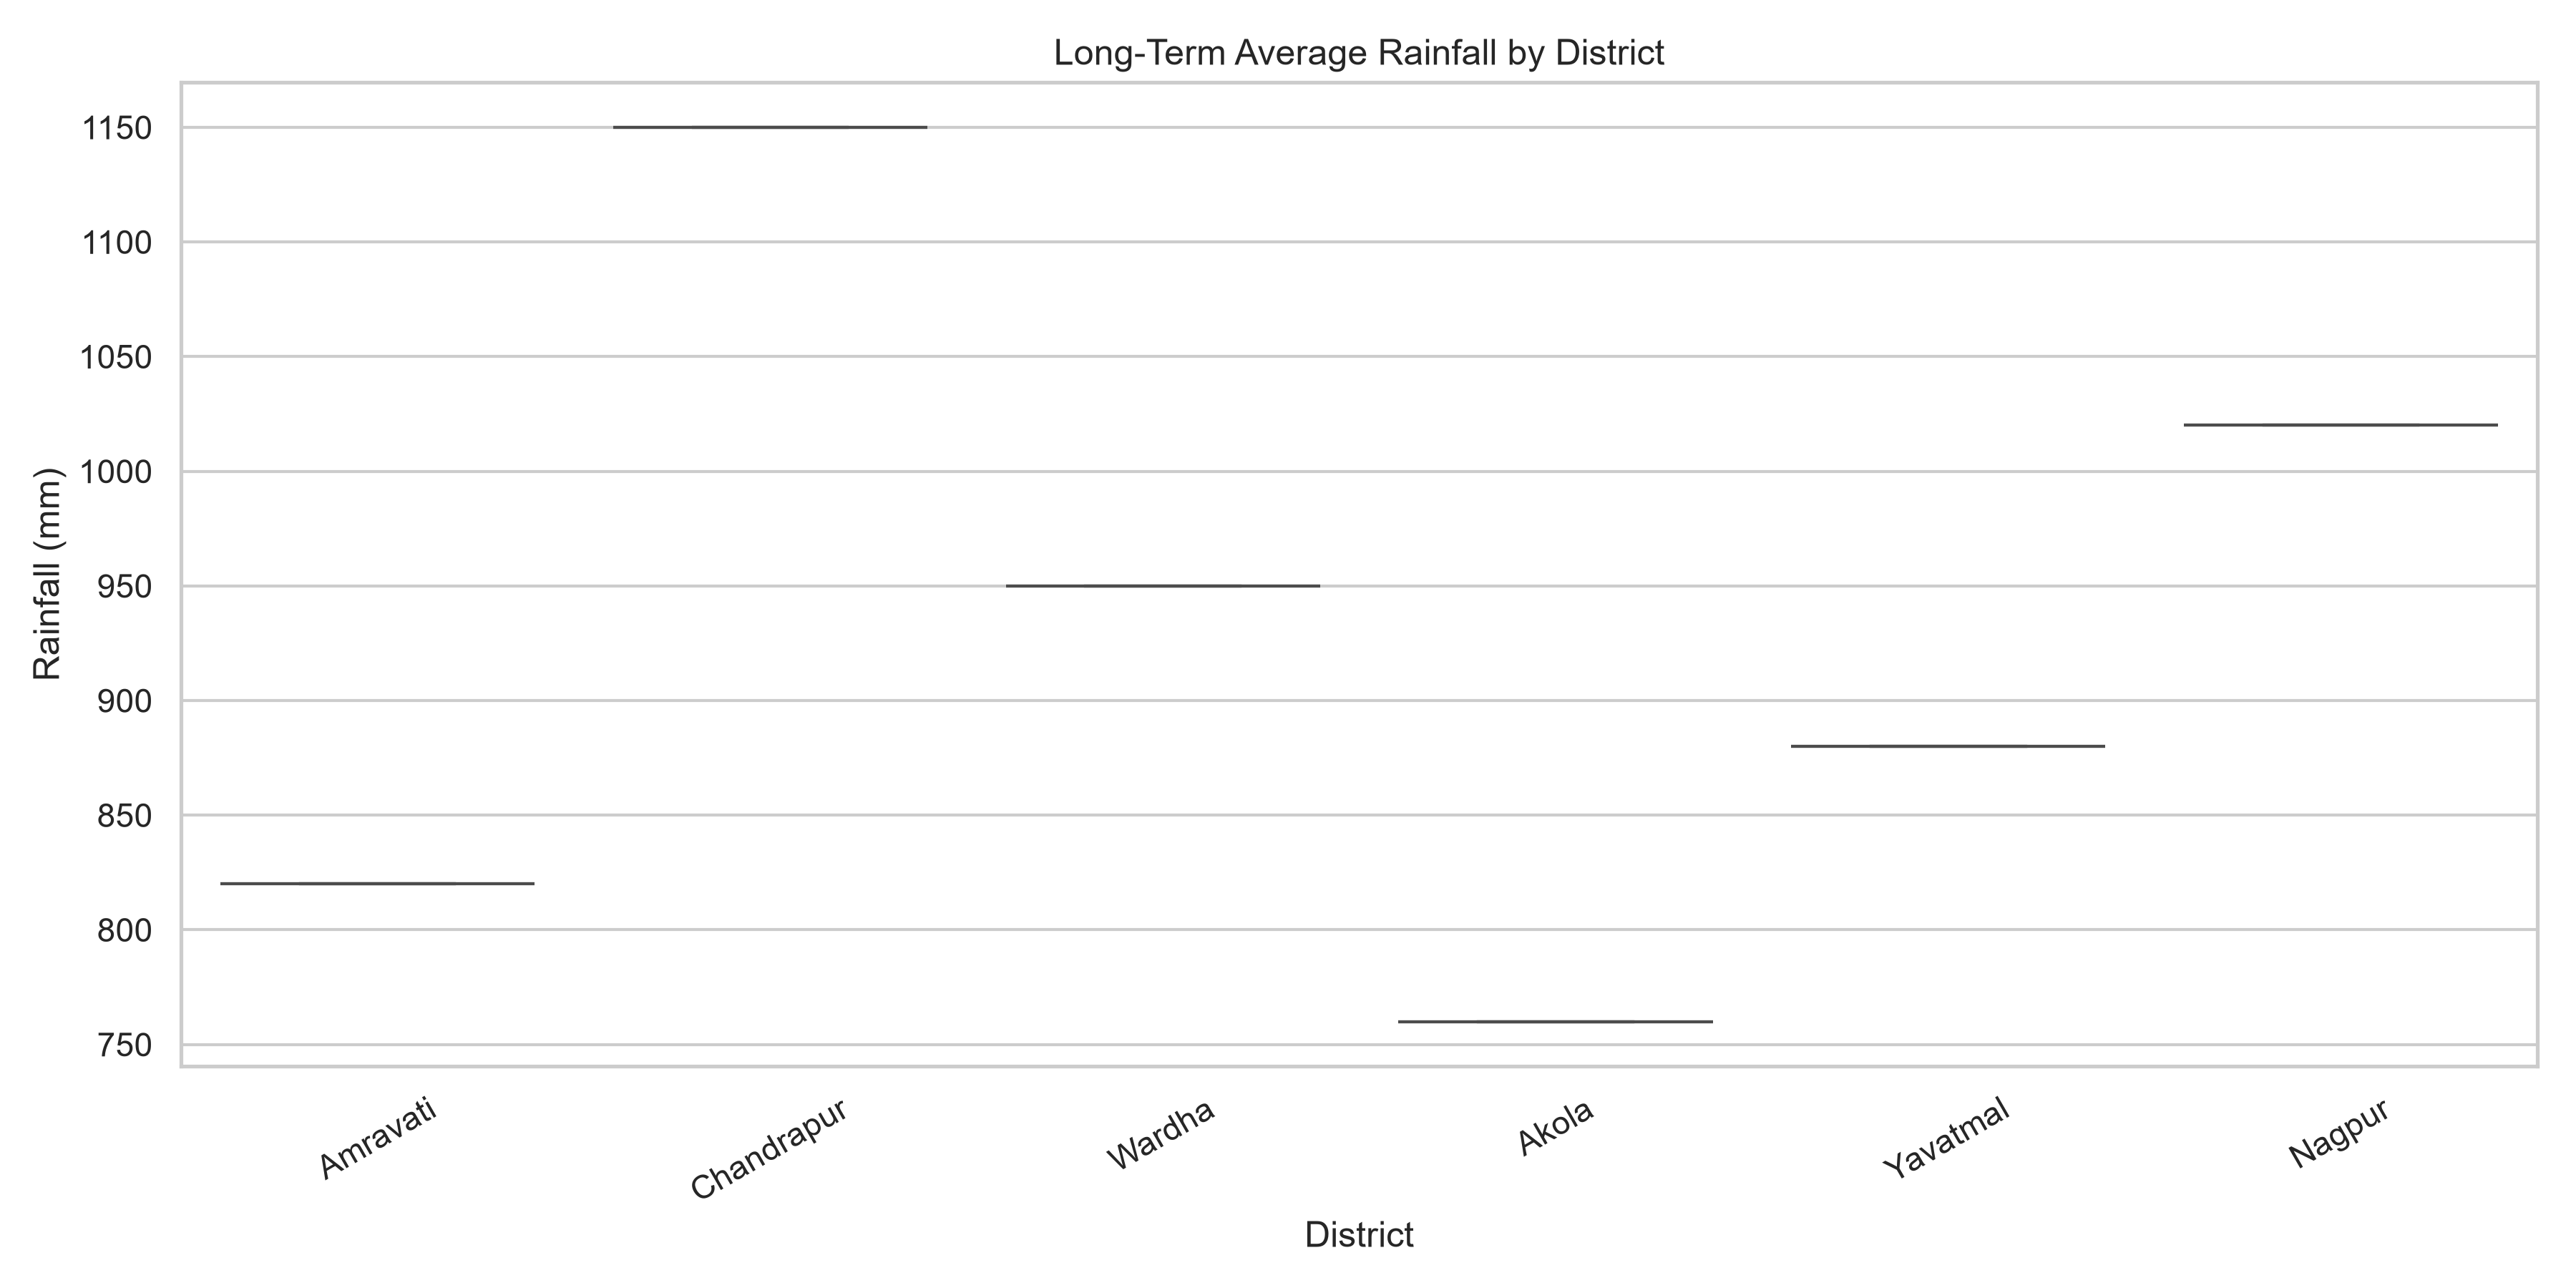 Long-Term Average Rainfall by District
Rainfall (mm)
1150
1100
1050
1000
950
900
850
800
750
Amravati
Chandrapur
Wardha
Akola
Yavatmal
Nagpur
District